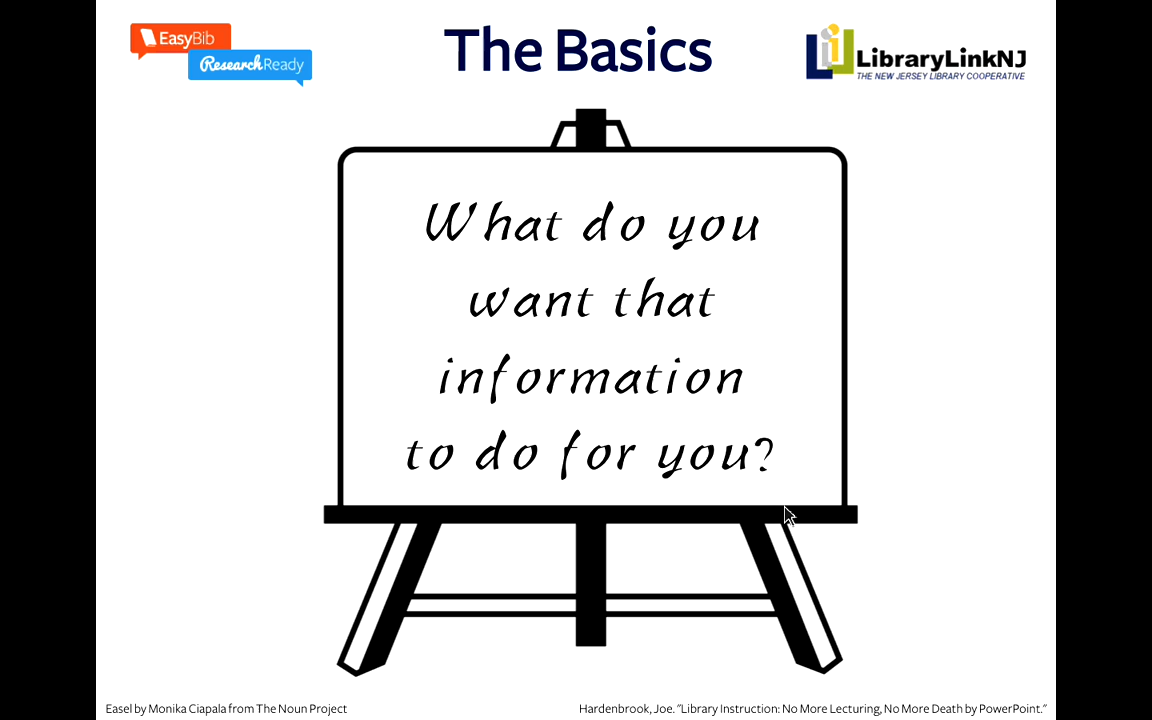 EasyBib
ResearchReady
The Basics
LibraryLinkNJ
THE NEW JERSEY LIBRARY COOPERATIVE
What do you
want that
information
to do for you?
Easel by Monika Ciapala from The Noun Project
Hardenbrook, Joe. "Library Instruction: No More Lecturing, No More Death by PowerPoint."